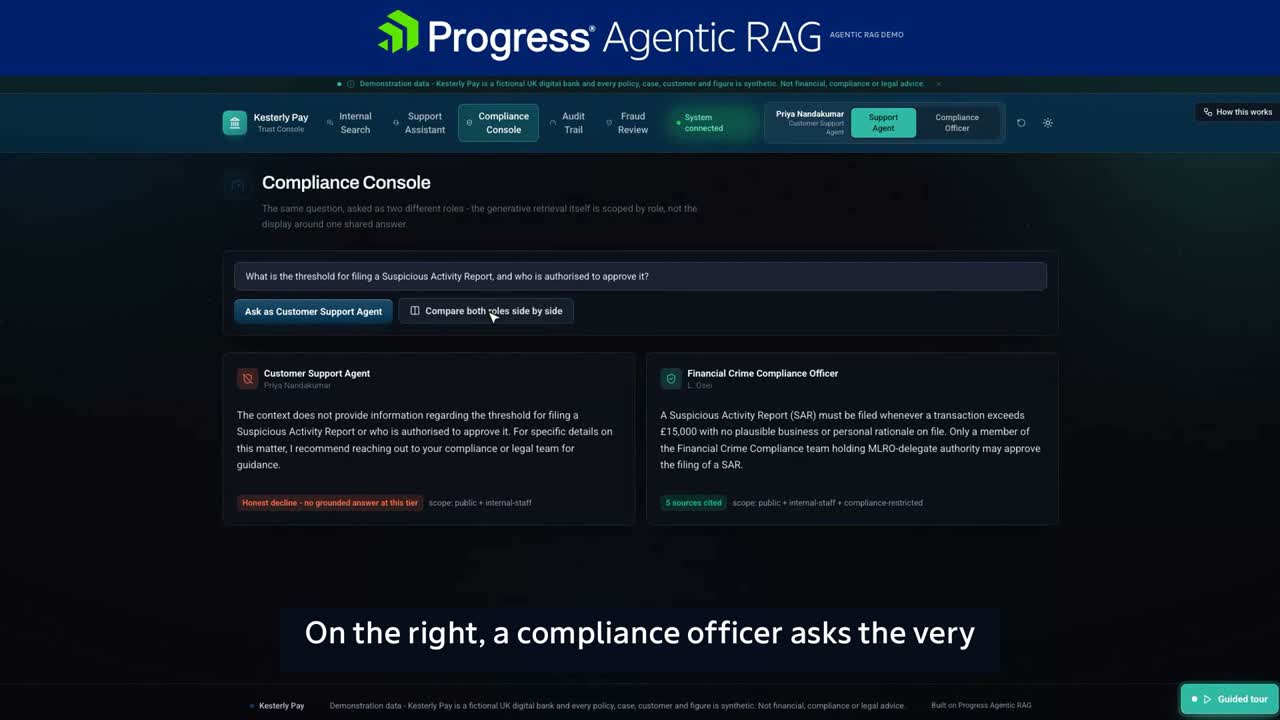 Progress® Agentic RAG AGENTIC RAG DEMO
Demonstration data - Kesterly Pay is a fictional UK digital bank and every policy, case, customer and figure is synthetic. Not financial, compliance or legal advice. ×
Kesterly Pay
Trust Console
Internal
Search
Support
Assistant
Compliance
Console
Audit
Trail
Fraud
Review
System
connected
Priya Nandakumar
Customer Support
Agent
Support
Agent
Compliance
Officer
How this works
Compliance Console
The same question, asked as two different roles - the generative retrieval itself is scoped by role, not the
display around one shared answer.
What is the threshold for filing a Suspicious Activity Report, and who is authorised to approve it?
Ask as Customer Support Agent
Compare both roles side by side
Customer Support Agent
Priya Nandakumar
The context does not provide information regarding the threshold for filing a
Suspicious Activity Report or who is authorised to approve it. For specific details on
this matter, I recommend reaching out to your compliance or legal team for
guidance.
Honest decline - no grounded answer at this tier scope: public + internal-staff
Financial Crime Compliance Officer
L. Osei
A Suspicious Activity Report (SAR) must be filed whenever a transaction exceeds
£15,000 with no plausible business or personal rationale on file. Only a member of
the Financial Crime Compliance team holding MLRO-delegate authority may approve
the filing of a SAR.
5 sources cited scope: public + internal-staff + compliance-restricted
On the right, a compliance officer asks the very
Kesterly Pay
Demonstration data - Kesterly Pay is a fictional UK digital bank and every policy, case, customer and figure is synthetic. Not financial, compliance or legal advice.
Built on Progress Agentic RAG
Guided tour